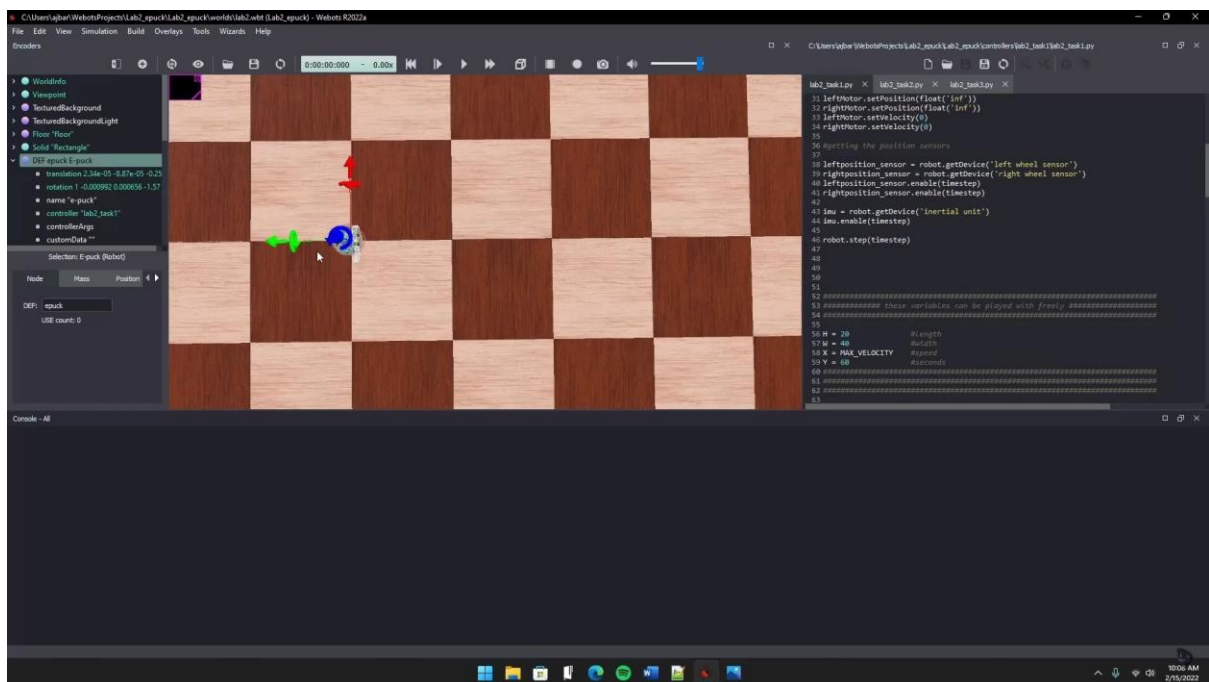 C:\Users\ajbar\WebotsProjects\Lab2_epuck\Lab2_epuck\worlds\lab2.wbt (Lab2_epuck) - Webots R2022a
File Edit View Simulation Build Overlays Tools Wizards Help
Encoders
C:\Users\ajbar\WebotsProjects\Lab2_epuck\Lab2_epuck\controllers\lab2_task1\lab2_task1.py
0:00:00:000 - 0.00x
WorldInfo
Viewpoint
TexturedBackground
TexturedBackgroundLight
Floor "floor"
Solid "Rectangle"
DEF epuck E-puck
translation 2.34e-05 -8.87e-05 -0.25
rotation 1 -0.000992 0.000656 -1.57
name "e-puck"
controller "lab2_task1"
controllerArgs
customData ""
Selection: E-puck (Robot)
Node Mass Position
DEF: epuck
USE count: 0
lab2_task1.py lab2_task2.py lab2_task3.py
31 leftMotor.setPosition(float('inf'))
32 rightMotor.setPosition(float('inf'))
33 leftMotor.setVelocity(0)
34 rightMotor.setVelocity(0)
35
36 #getting the position sensors
37
38 leftposition_sensor = robot.getDevice('left wheel sensor')
39 rightposition_sensor = robot.getDevice('right wheel sensor')
40 leftposition_sensor.enable(timestep)
41 rightposition_sensor.enable(timestep)
42
43 imu = robot.getDevice('inertial unit')
44 imu.enable(timestep)
45
46 robot.step(timestep)
47
48
49
50
51
52
53 these variables can be played with freely
54
55
56 H = 20 #length
57 W = 40 #width
58 X = MAX_VELOCITY #speed
59 Y = 60 #seconds
60
61
62
63
Console - All
10:06 AM
2/15/2022